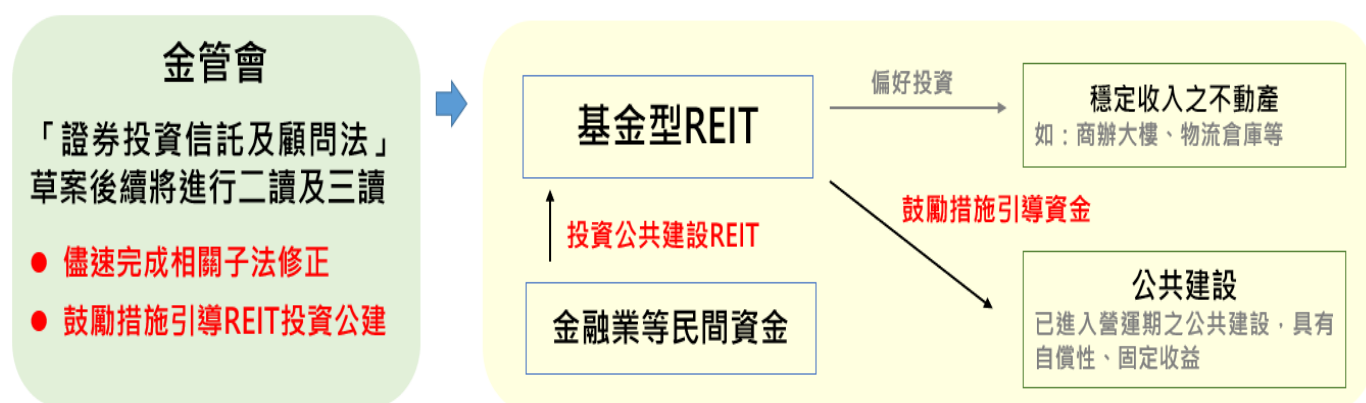 金管會
「證券投資信託及顧問法」
草案後續將進行二讀及三讀
● 儘速完成相關子法修正
● 鼓勵措施引導REIT投資公建
基金型REIT
偏好投資
穩定收入之不動產
如：商辦大樓、物流倉庫等
鼓勵措施引導資金
投資公共建設REIT
金融業等民間資金
公共建設
已進入營運期之公共建設，具有
自償性、固定收益